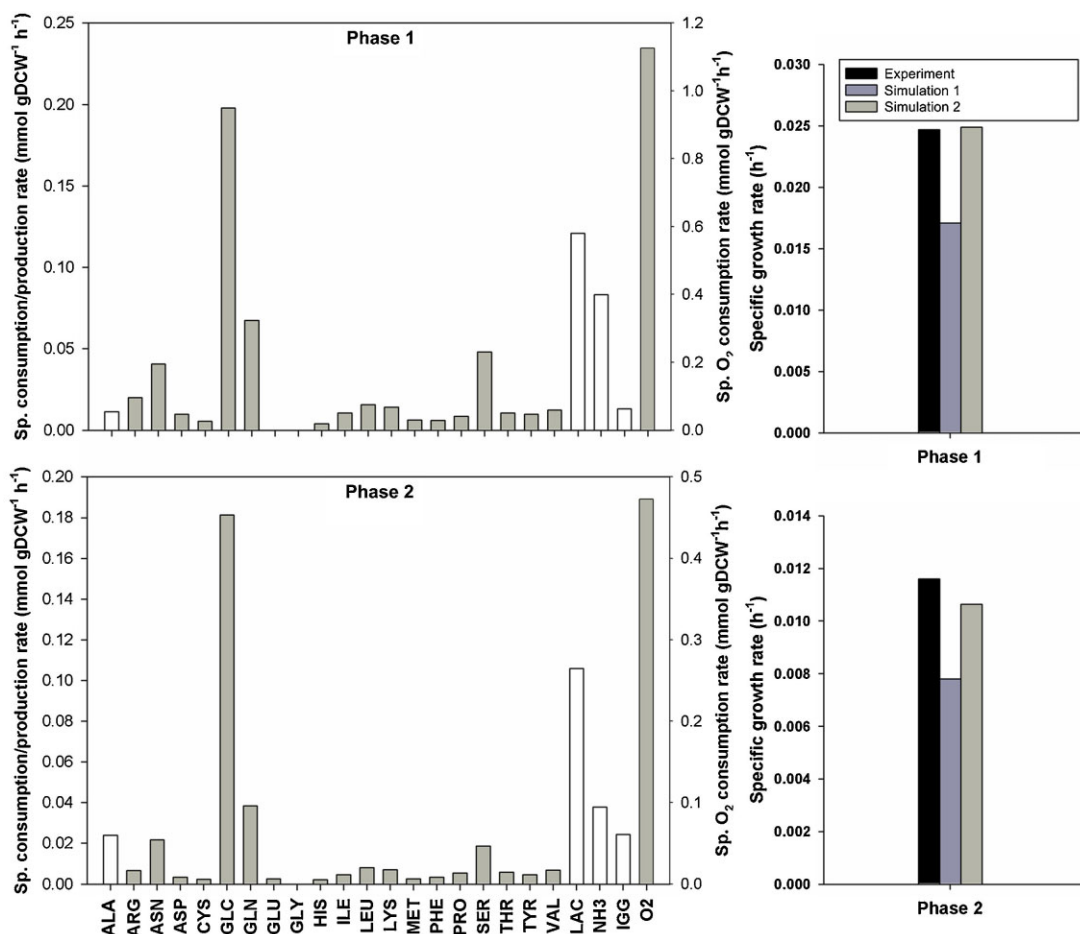 Phase 1
Sp. consumption/production rate (mmol gDCW⁻¹ h⁻¹)
0.25
0.20
0.15
0.10
0.05
0.00
1.2
1.0
0.8
0.6
0.4
0.2
0.0
Sp. O₂ consumption rate (mmol gDCW⁻¹h⁻¹)
Specific growth rate (h⁻¹)
0.030
0.025
0.020
0.015
0.010
0.005
0.000
Experiment
Simulation 1
Simulation 2
Phase 1
Phase 2
Sp. consumption/production rate (mmol gDCW⁻¹ h⁻¹)
0.20
0.18
0.16
0.14
0.12
0.10
0.08
0.06
0.04
0.02
0.00
0.5
0.4
0.3
0.2
0.1
0.0
Sp. O₂ consumption rate (mmol gDCW⁻¹h⁻¹)
ALA
ARG
ASN
ASP
CYS
GLC
GLN
GLU
GLY
HIS
ILE
LEU
LYS
MET
PHE
PRO
SER
THR
TYR
VAL
LAC
NH3
IGG
O2
Specific growth rate (h⁻¹)
0.014
0.012
0.010
0.008
0.006
0.004
0.002
0.000
Phase 2